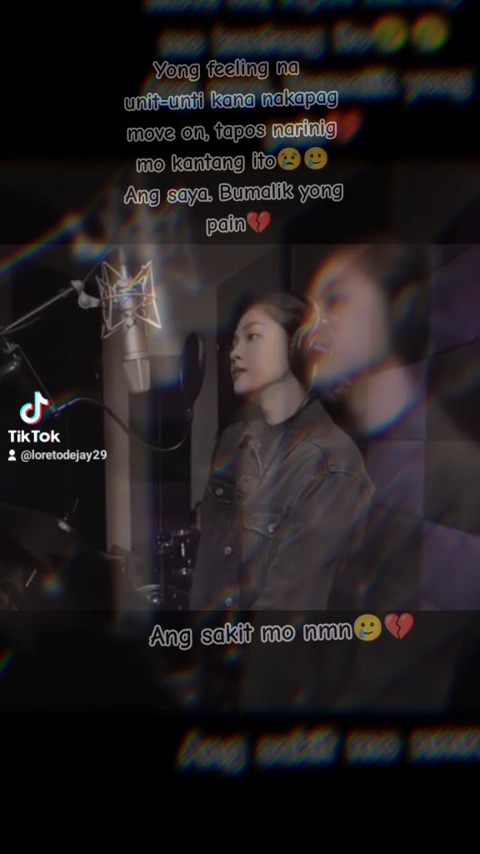 Yong feeling na
unit-unti kana nakapag
move on, tapos narinig
mo kantang ito😢🥲
Ang saya. Bumalik yong
pain💔
TikTok
@loretodejay29
Ang sakit mo nmn🥲💔